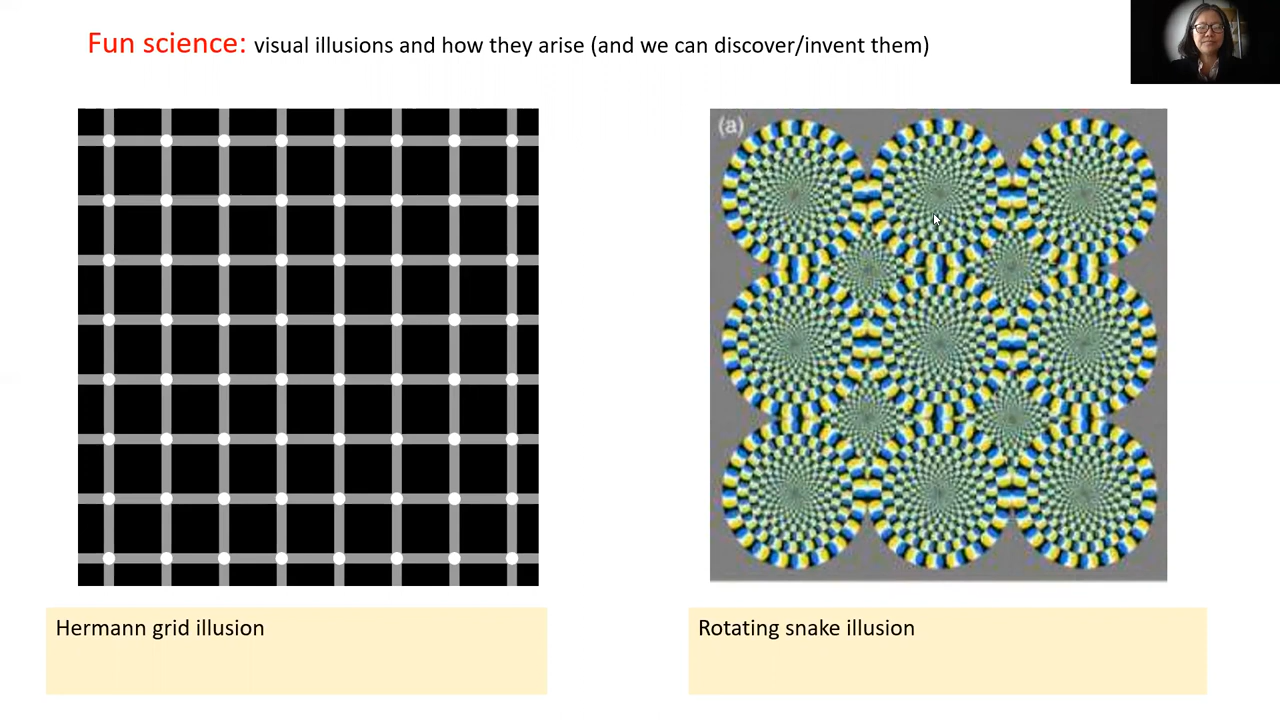 Fun science: visual illusions and how they arise (and we can discover/invent them)
(a)
Hermann grid illusion
Rotating snake illusion